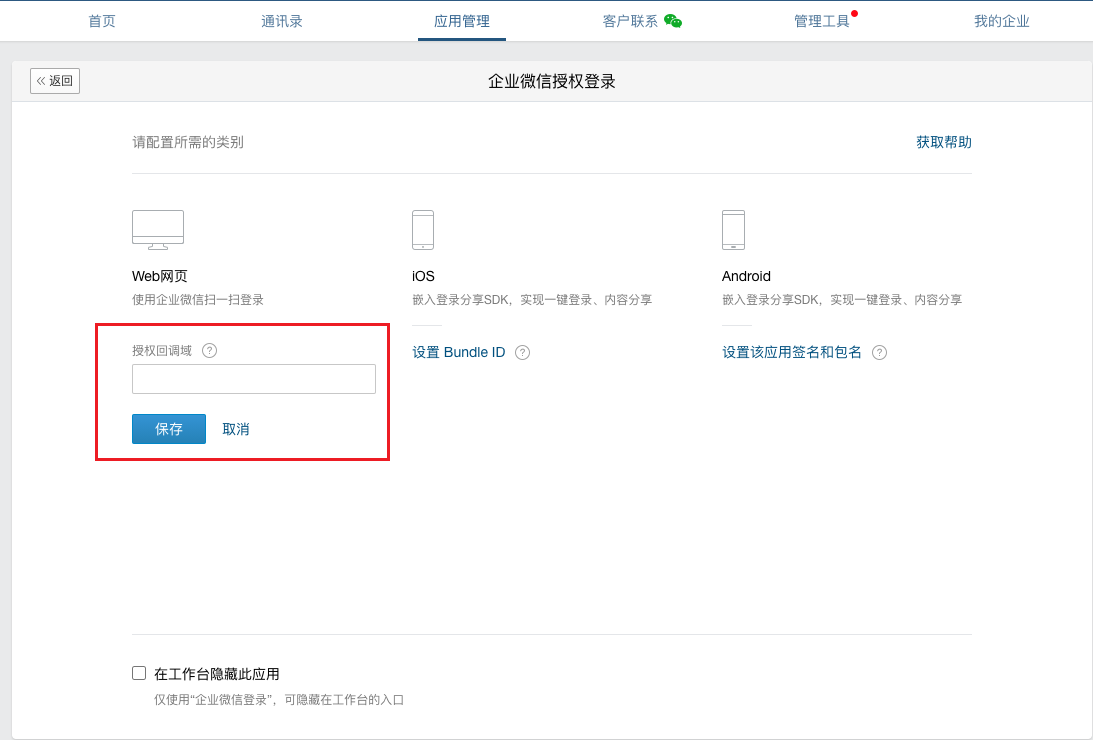 首页 通讯录 应用管理 客户联系 管理工具 我的企业
返回 企业微信授权登录
请配置所需的类别 获取帮助
Web网页 iOS Android
使用企业微信扫一扫登录 嵌入登录分享SDK，实现一键登录、内容分享 嵌入登录分享SDK，实现一键登录、内容分享
授权回调域 ? 设置 Bundle ID ? 设置该应用签名和包名 ?
保存 取消
在工作台隐藏此应用
仅使用“企业微信登录”，可隐藏在工作台的入口